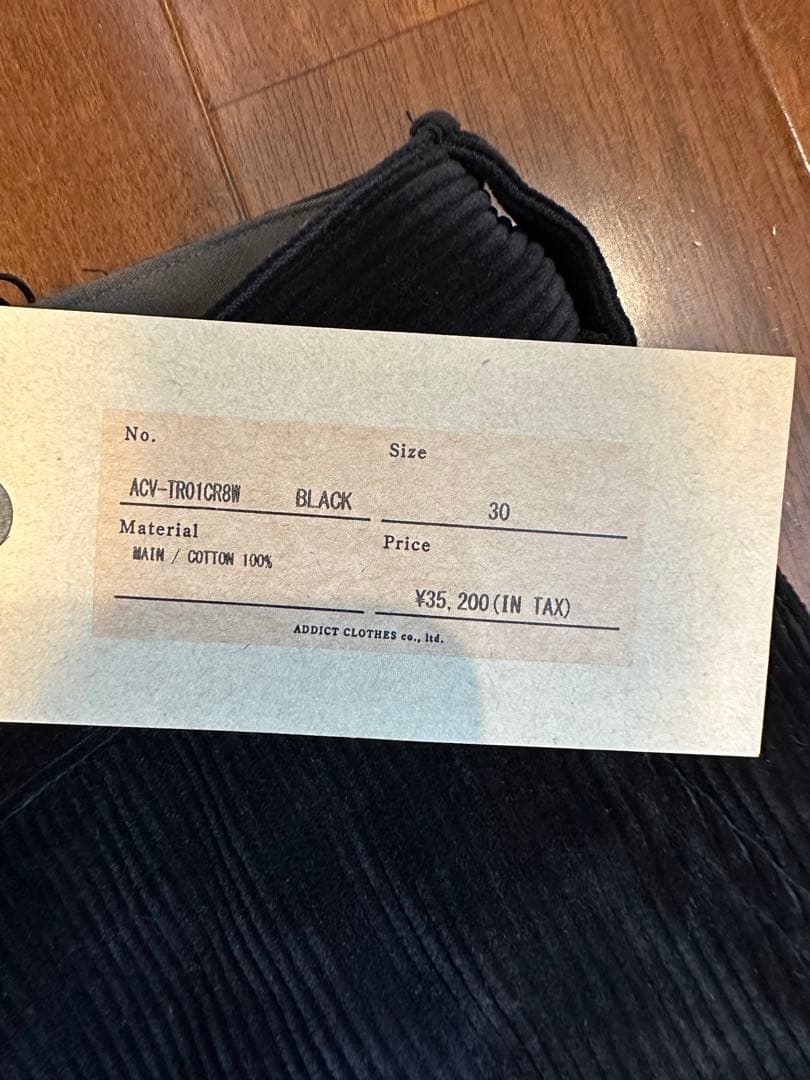 No.
ACV-TR01CR8W BLACK
Size
30
Material
MAIN / COTTON 100%
Price
¥35,200(IN TAX)
ADDICT CLOTHES co., ltd.